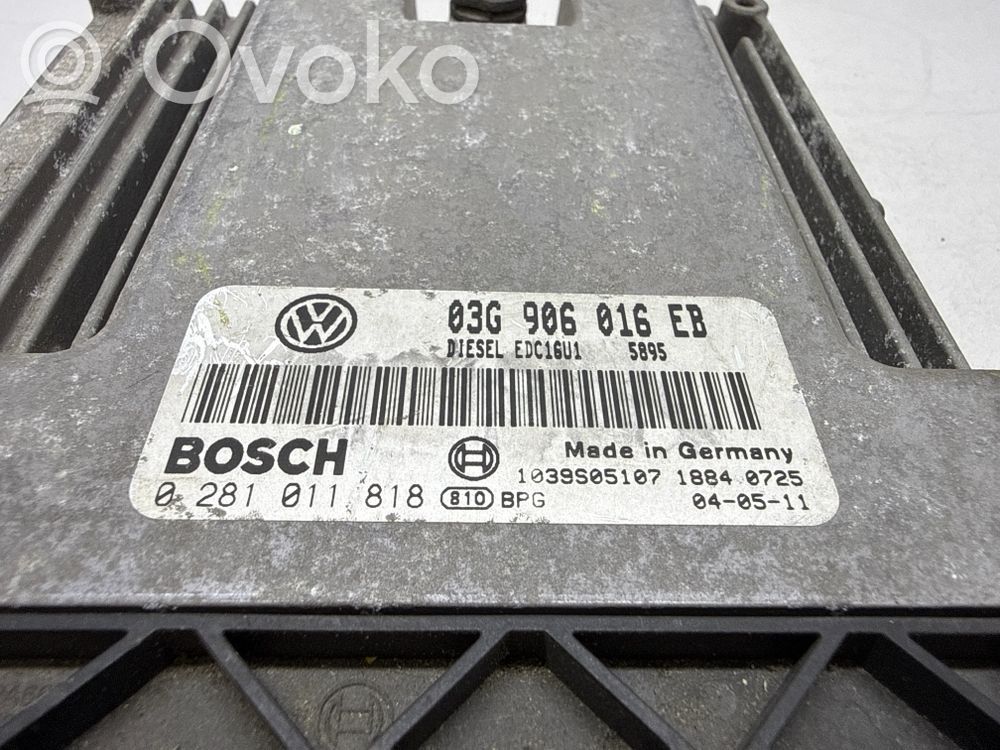 Ovoko
03G 906 016 EB
DIESEL EDC16U1 5895
BOSCH
Made in Germany
1039S05107 1884 0725
0 281 011 818 810 BPG 04-05-11